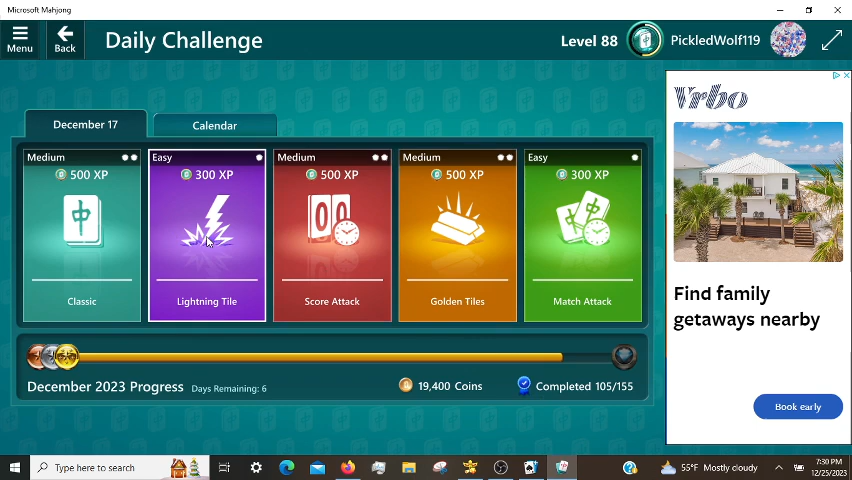 Microsoft Mahjong
Menu
Back
Daily Challenge
Level 88
PickledWolf119
December 17
Calendar
Medium
500 XP
中
Classic
Easy
300 XP
Lightning Tile
Medium
500 XP
00
Score Attack
Medium
500 XP
Golden Tiles
Easy
300 XP
中
Match Attack
December 2023 Progress
Days Remaining: 6
19,400 Coins
Completed 105/155
Vrbo
Find family
getaways nearby
Book early
Type here to search
55°F Mostly cloudy
7:30 PM
12/25/2023